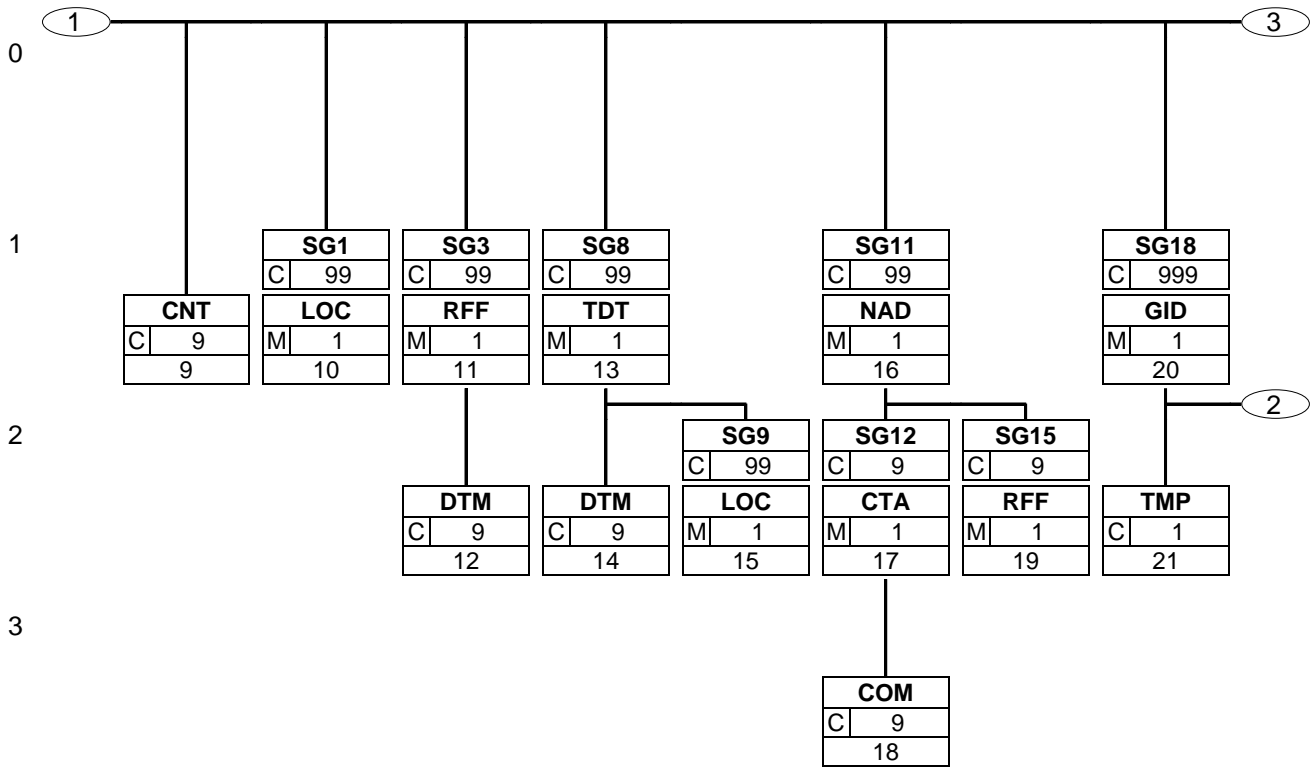 1 3
0
1
SG1 SG3 SG8 SG11 SG18
C 99 C 99 C 99 C 99 C 999
CNT LOC RFF TDT NAD GID
C 9 M 1 M 1 M 1 M 1 M 1
9 10 11 13 16 20
2
2
SG9 SG12 SG15
C 99 C 9 C 9
DTM DTM LOC CTA RFF TMP
C 9 C 9 M 1 M 1 M 1 C 1
12 14 15 17 19 21
3
COM
C 9
18